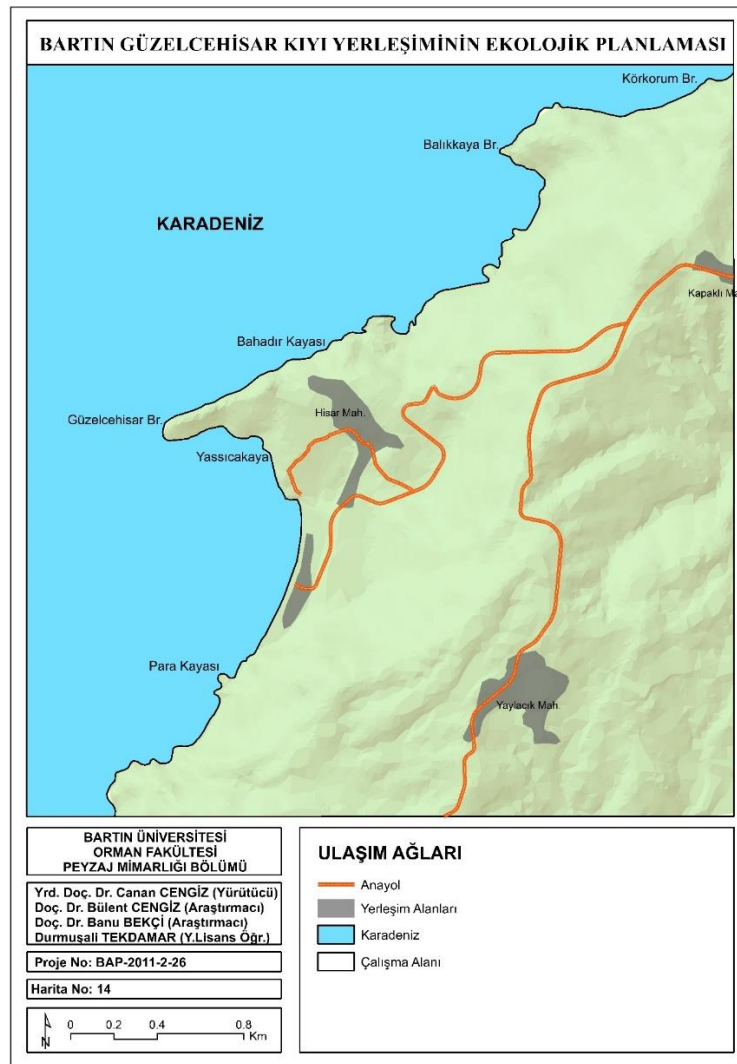 BARTIN GÜZELCEHİSAR KIYI YERLEŞİMİNİN EKOLOJİK PLANLAMASI
Körkorum Br.
Balıkkaya Br.
KARADENİZ
Kapaklı Ma
Bahadır Kayası
Hisar Mah.
Güzelcehisar Br.
Yassıcakaya
Para Kayası
Yaylacık Mah.
BARTIN ÜNİVERSİTESİ
ORMAN FAKÜLTESİ
PEYZAJ MİMARLIĞI BÖLÜMÜ
Yrd. Doç. Dr. Canan CENGİZ (Yürütücü)
Doç. Dr. Bülent CENGİZ (Araştırmacı)
Doç. Dr. Banu BEKÇİ (Araştırmacı)
Durmuşali TEKDAMAR (Y.Lisans Öğr.)
Proje No: BAP-2011-2-26
Harita No: 14
N
0 0.2 0.4 0.8
Km
ULAŞIM AĞLARI
Anayol
Yerleşim Alanları
Karadeniz
Çalışma Alanı